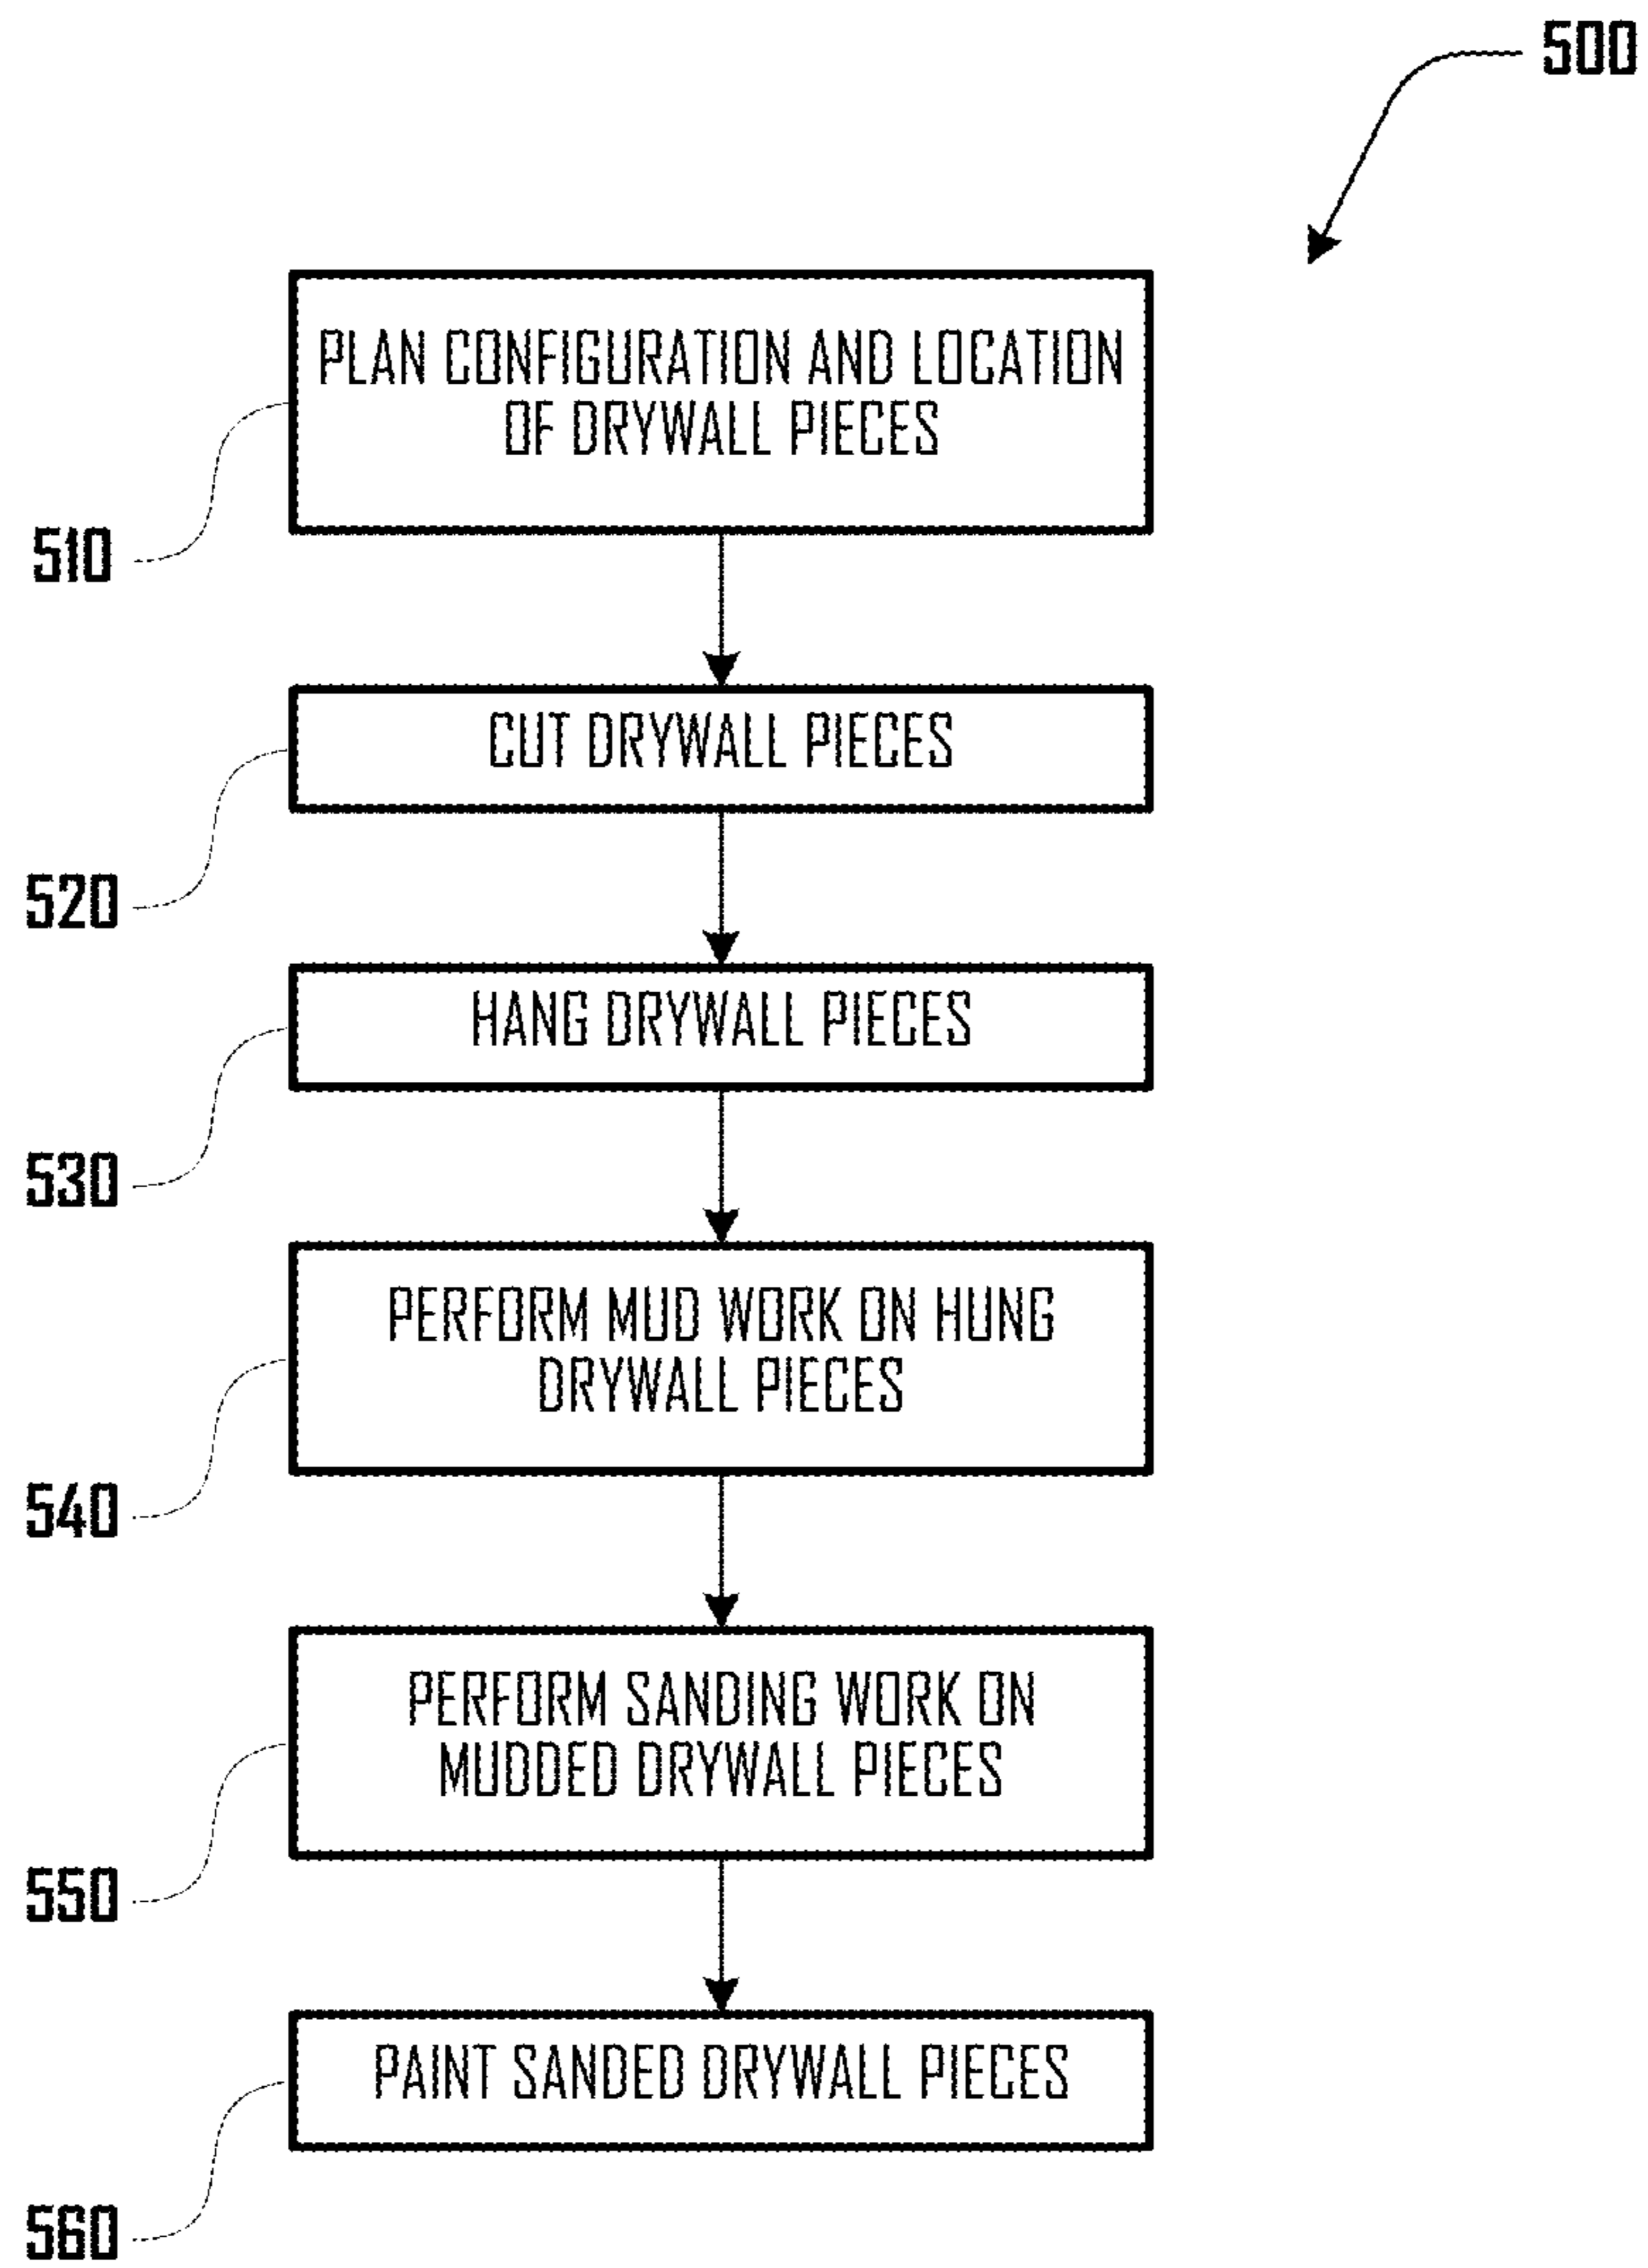 500
PLAN CONFIGURATION AND LOCATION
OF DRYWALL PIECES
510
CUT DRYWALL PIECES
520
HANG DRYWALL PIECES
530
PERFORM MUD WORK ON HUNG
DRYWALL PIECES
540
PERFORM SANDING WORK ON
MUDDED DRYWALL PIECES
550
PAINT SANDED DRYWALL PIECES
560